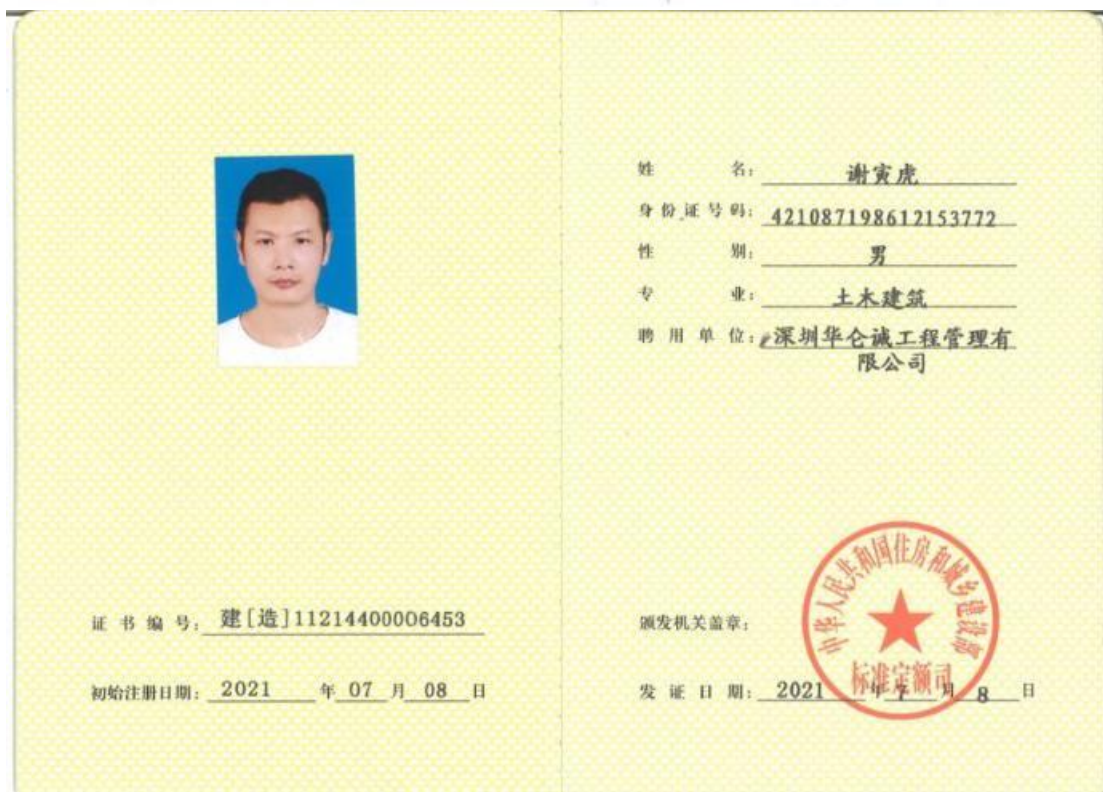 证书编号: 建[造]11214400006453
初始注册日期: 2021 年 07 月 08 日
姓名: 谢寅虎
身份证号码: 421087198612153772
性别: 男
专业: 土木建筑
聘用单位: 深圳华仑诚工程管理有
限公司
中华人民共和国住房和城乡建设部
标准定额司
颁发机关盖章:
发证日期: 2021 年 7 月 8 日